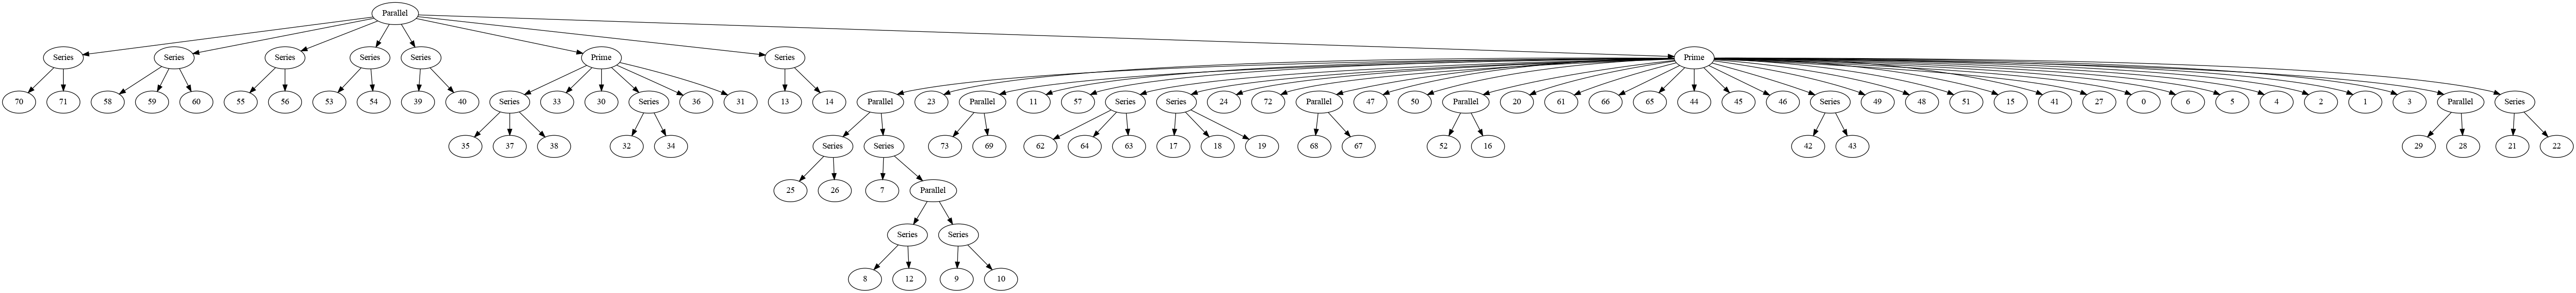 Parallel
Series Series Series Series Series Prime Series Prime
70 71 58 59 60 55 56 53 54 39 40 Series 33 30 Series 36 31 13 14 Parallel 23 Parallel 11 57 Series Series 24 72 Parallel 47 50 Parallel 20 61 66 65 44 45 46 Series 49 48 51 15 41 27 0 6 5 4 2 1 3 Parallel Series
35 37 38 32 34 Series Series 73 69 62 64 63 17 18 19 68 67 52 16 42 43 29 28 21 22
25 26 7 Parallel
Series Series
8 12 9 10